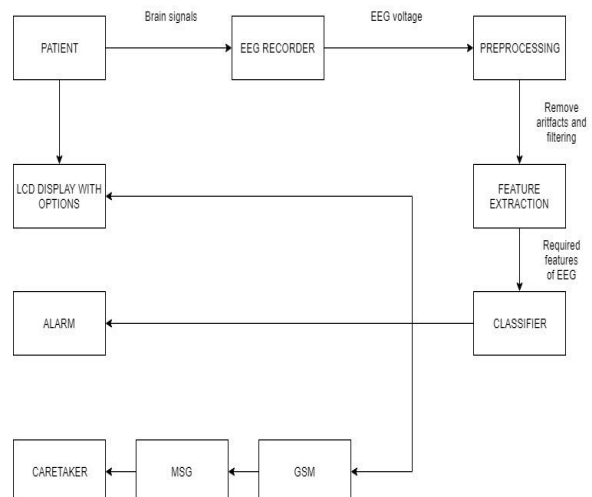 Brain signals
EEG voltage
PATIENT
EEG RECORDER
PREPROCESSING
Remove
aritfacts and
filtering
LCD DISPLAY WITH
OPTIONS
FEATURE
EXTRACTION
Required
features
of EEG
ALARM
CLASSIFIER
CARETAKER
MSG
GSM